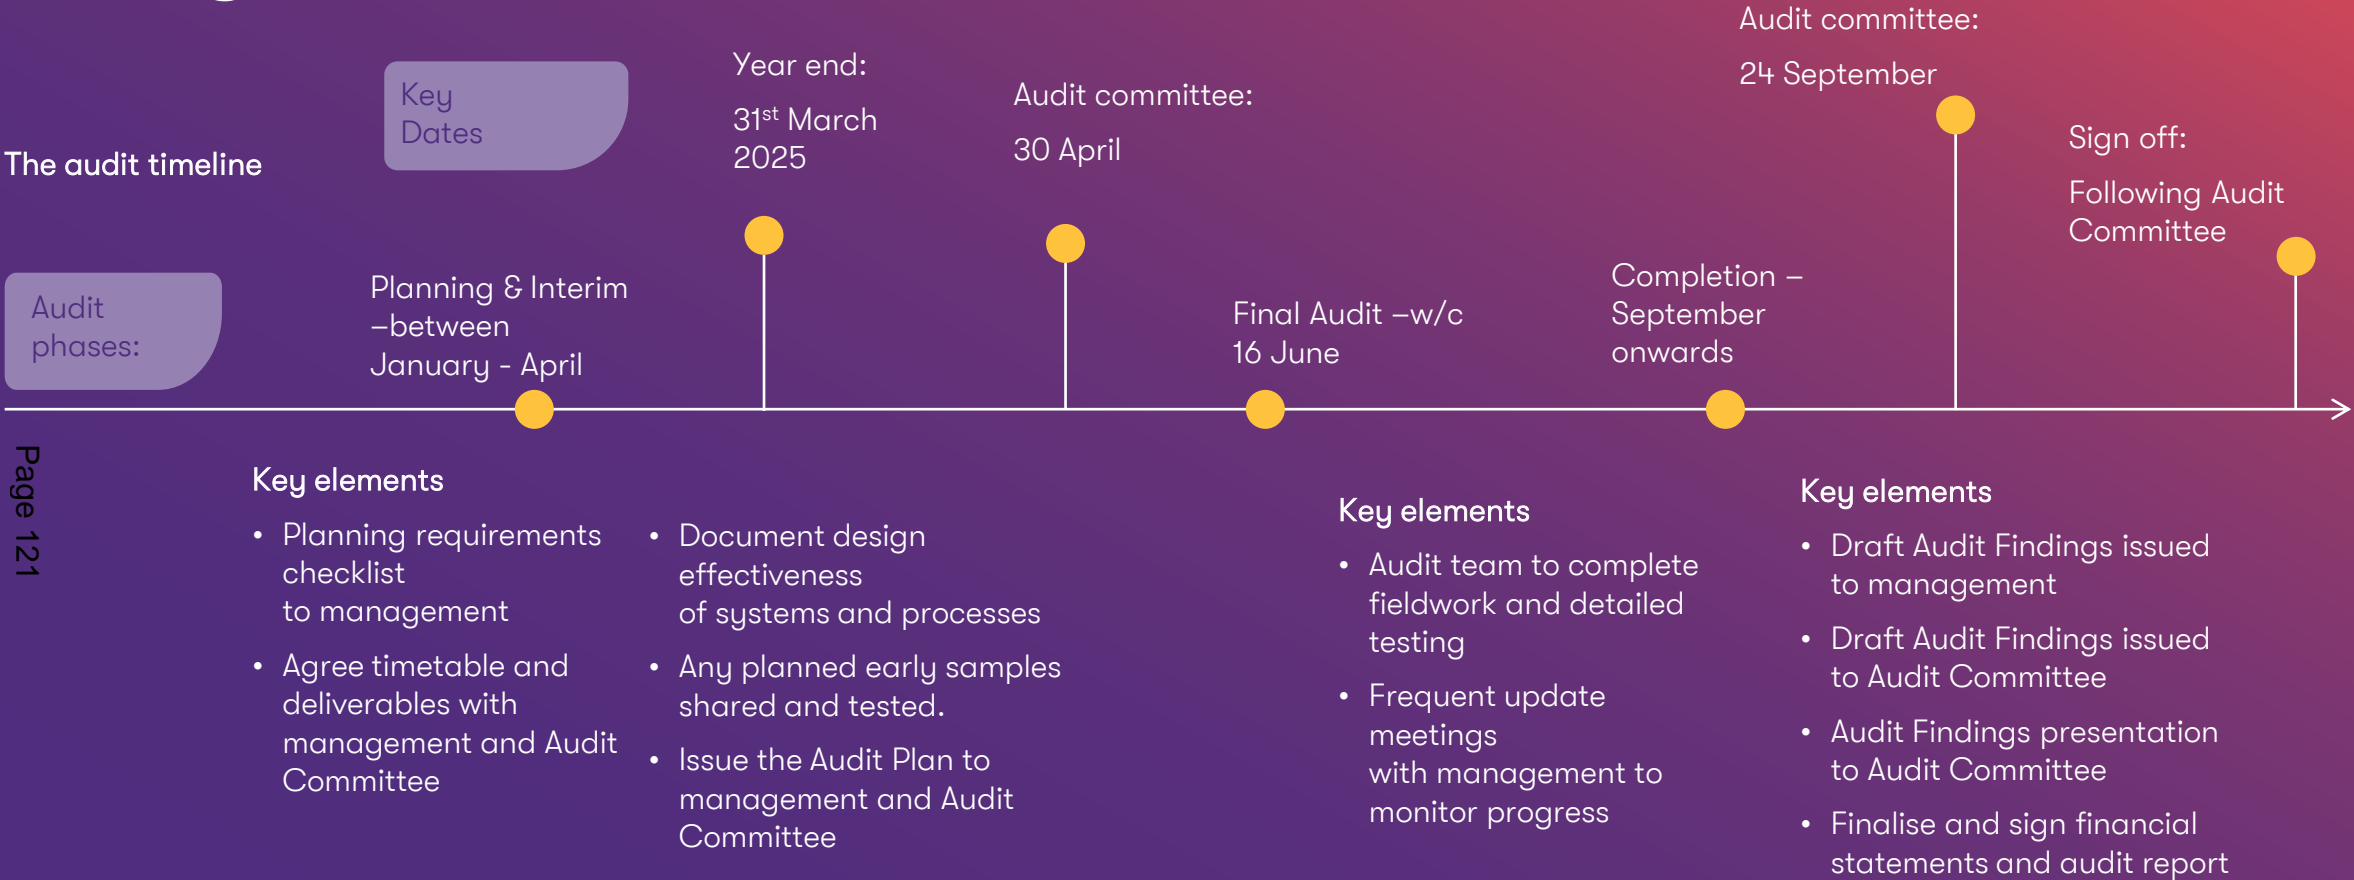 The audit timeline
Key
Dates
Year end:
31st March
2025
Audit committee:
30 April
Audit committee:
24 September
Sign off:
Following Audit
Committee
Audit
phases:
Planning & Interim
–between
January - April
Final Audit –w/c
16 June
Completion –
September
onwards
Page 121
Key elements
• Planning requirements
checklist
to management
• Agree timetable and
deliverables with
management and Audit
Committee
• Document design
effectiveness
of systems and processes
• Any planned early samples
shared and tested.
• Issue the Audit Plan to
management and Audit
Committee
Key elements
• Audit team to complete
fieldwork and detailed
testing
• Frequent update
meetings
with management to
monitor progress
Key elements
• Draft Audit Findings issued
to management
• Draft Audit Findings issued
to Audit Committee
• Audit Findings presentation
to Audit Committee
• Finalise and sign financial
statements and audit report